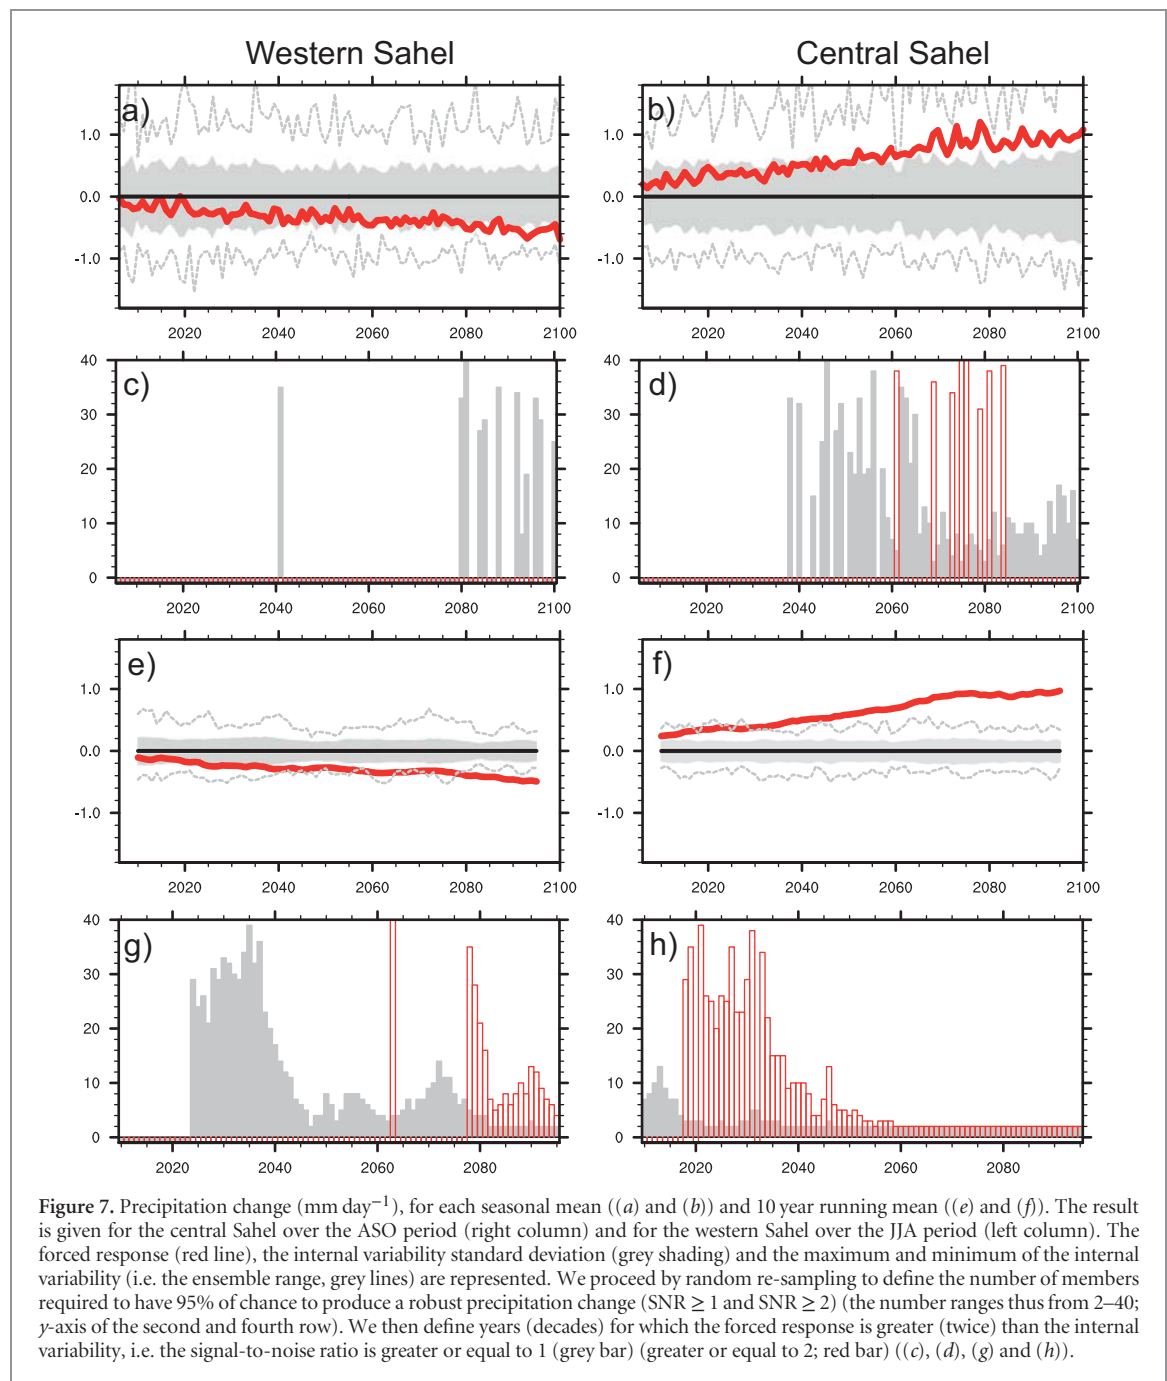 Western Sahel
Central Sahel
a)
1.0
0.0
-1.0
2020 2040 2060 2080 2100
b)
1.0
0.0
-1.0
2020 2040 2060 2080 2100
c)
40
30
20
10
0
2020 2040 2060 2080 2100
d)
40
30
20
10
0
2020 2040 2060 2080 2100
e)
1.0
0.0
-1.0
2020 2040 2060 2080 2100
f)
1.0
0.0
-1.0
2020 2040 2060 2080 2100
g)
40
30
20
10
0
2020 2040 2060 2080
h)
40
30
20
10
0
2020 2040 2060 2080
Figure 7. Precipitation change (mm day−1), for each seasonal mean ((a) and (b)) and 10 year running mean ((e) and (f)). The result
is given for the central Sahel over the ASO period (right column) and for the western Sahel over the JJA period (left column). The
forced response (red line), the internal variability standard deviation (grey shading) and the maximum and minimum of the internal
variability (i.e. the ensemble range, grey lines) are represented. We proceed by random re-sampling to define the number of members
required to have 95% of chance to produce a robust precipitation change (SNR ≥ 1 and SNR ≥ 2) (the number ranges thus from 2–40;
y-axis of the second and fourth row). We then define years (decades) for which the forced response is greater (twice) than the internal
variability, i.e. the signal-to-noise ratio is greater or equal to 1 (grey bar) (greater or equal to 2; red bar) ((c), (d), (g) and (h)).